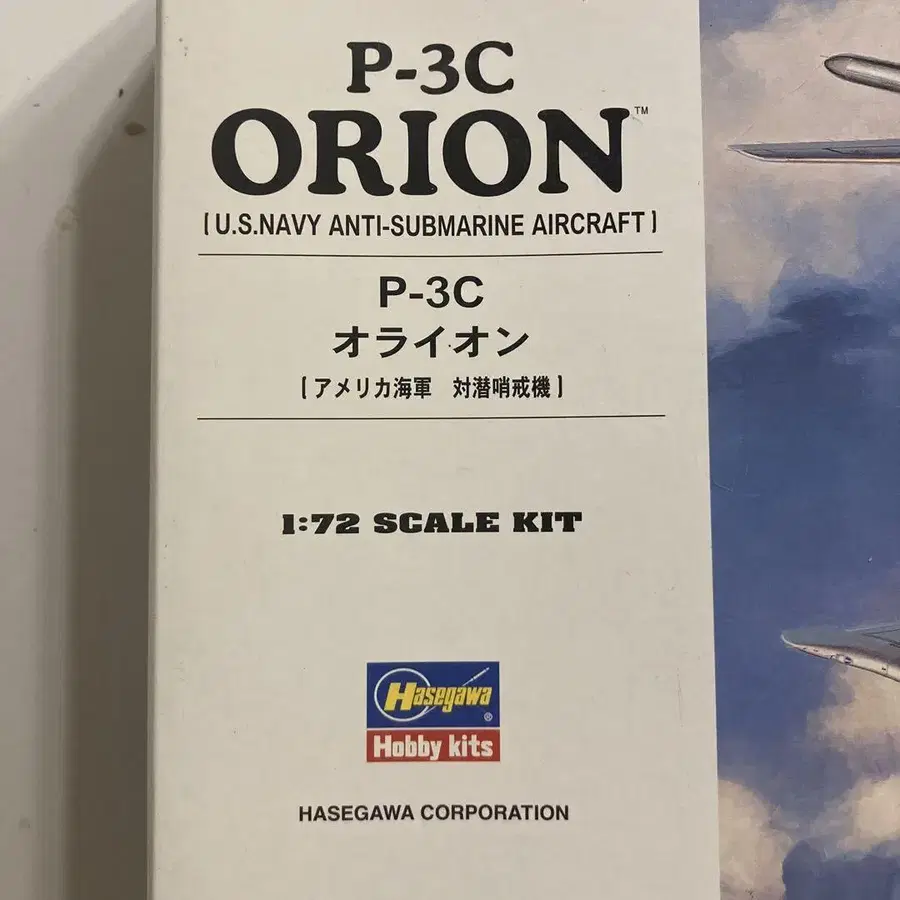 P-3C
ORION™
[U.S.NAVY ANTI-SUBMARINE AIRCRAFT]
P-3C
オライオン
[アメリカ海軍　対潜哨戒機]
1:72 SCALE KIT
Hasegawa®
Hobby kits
HASEGAWA CORPORATION